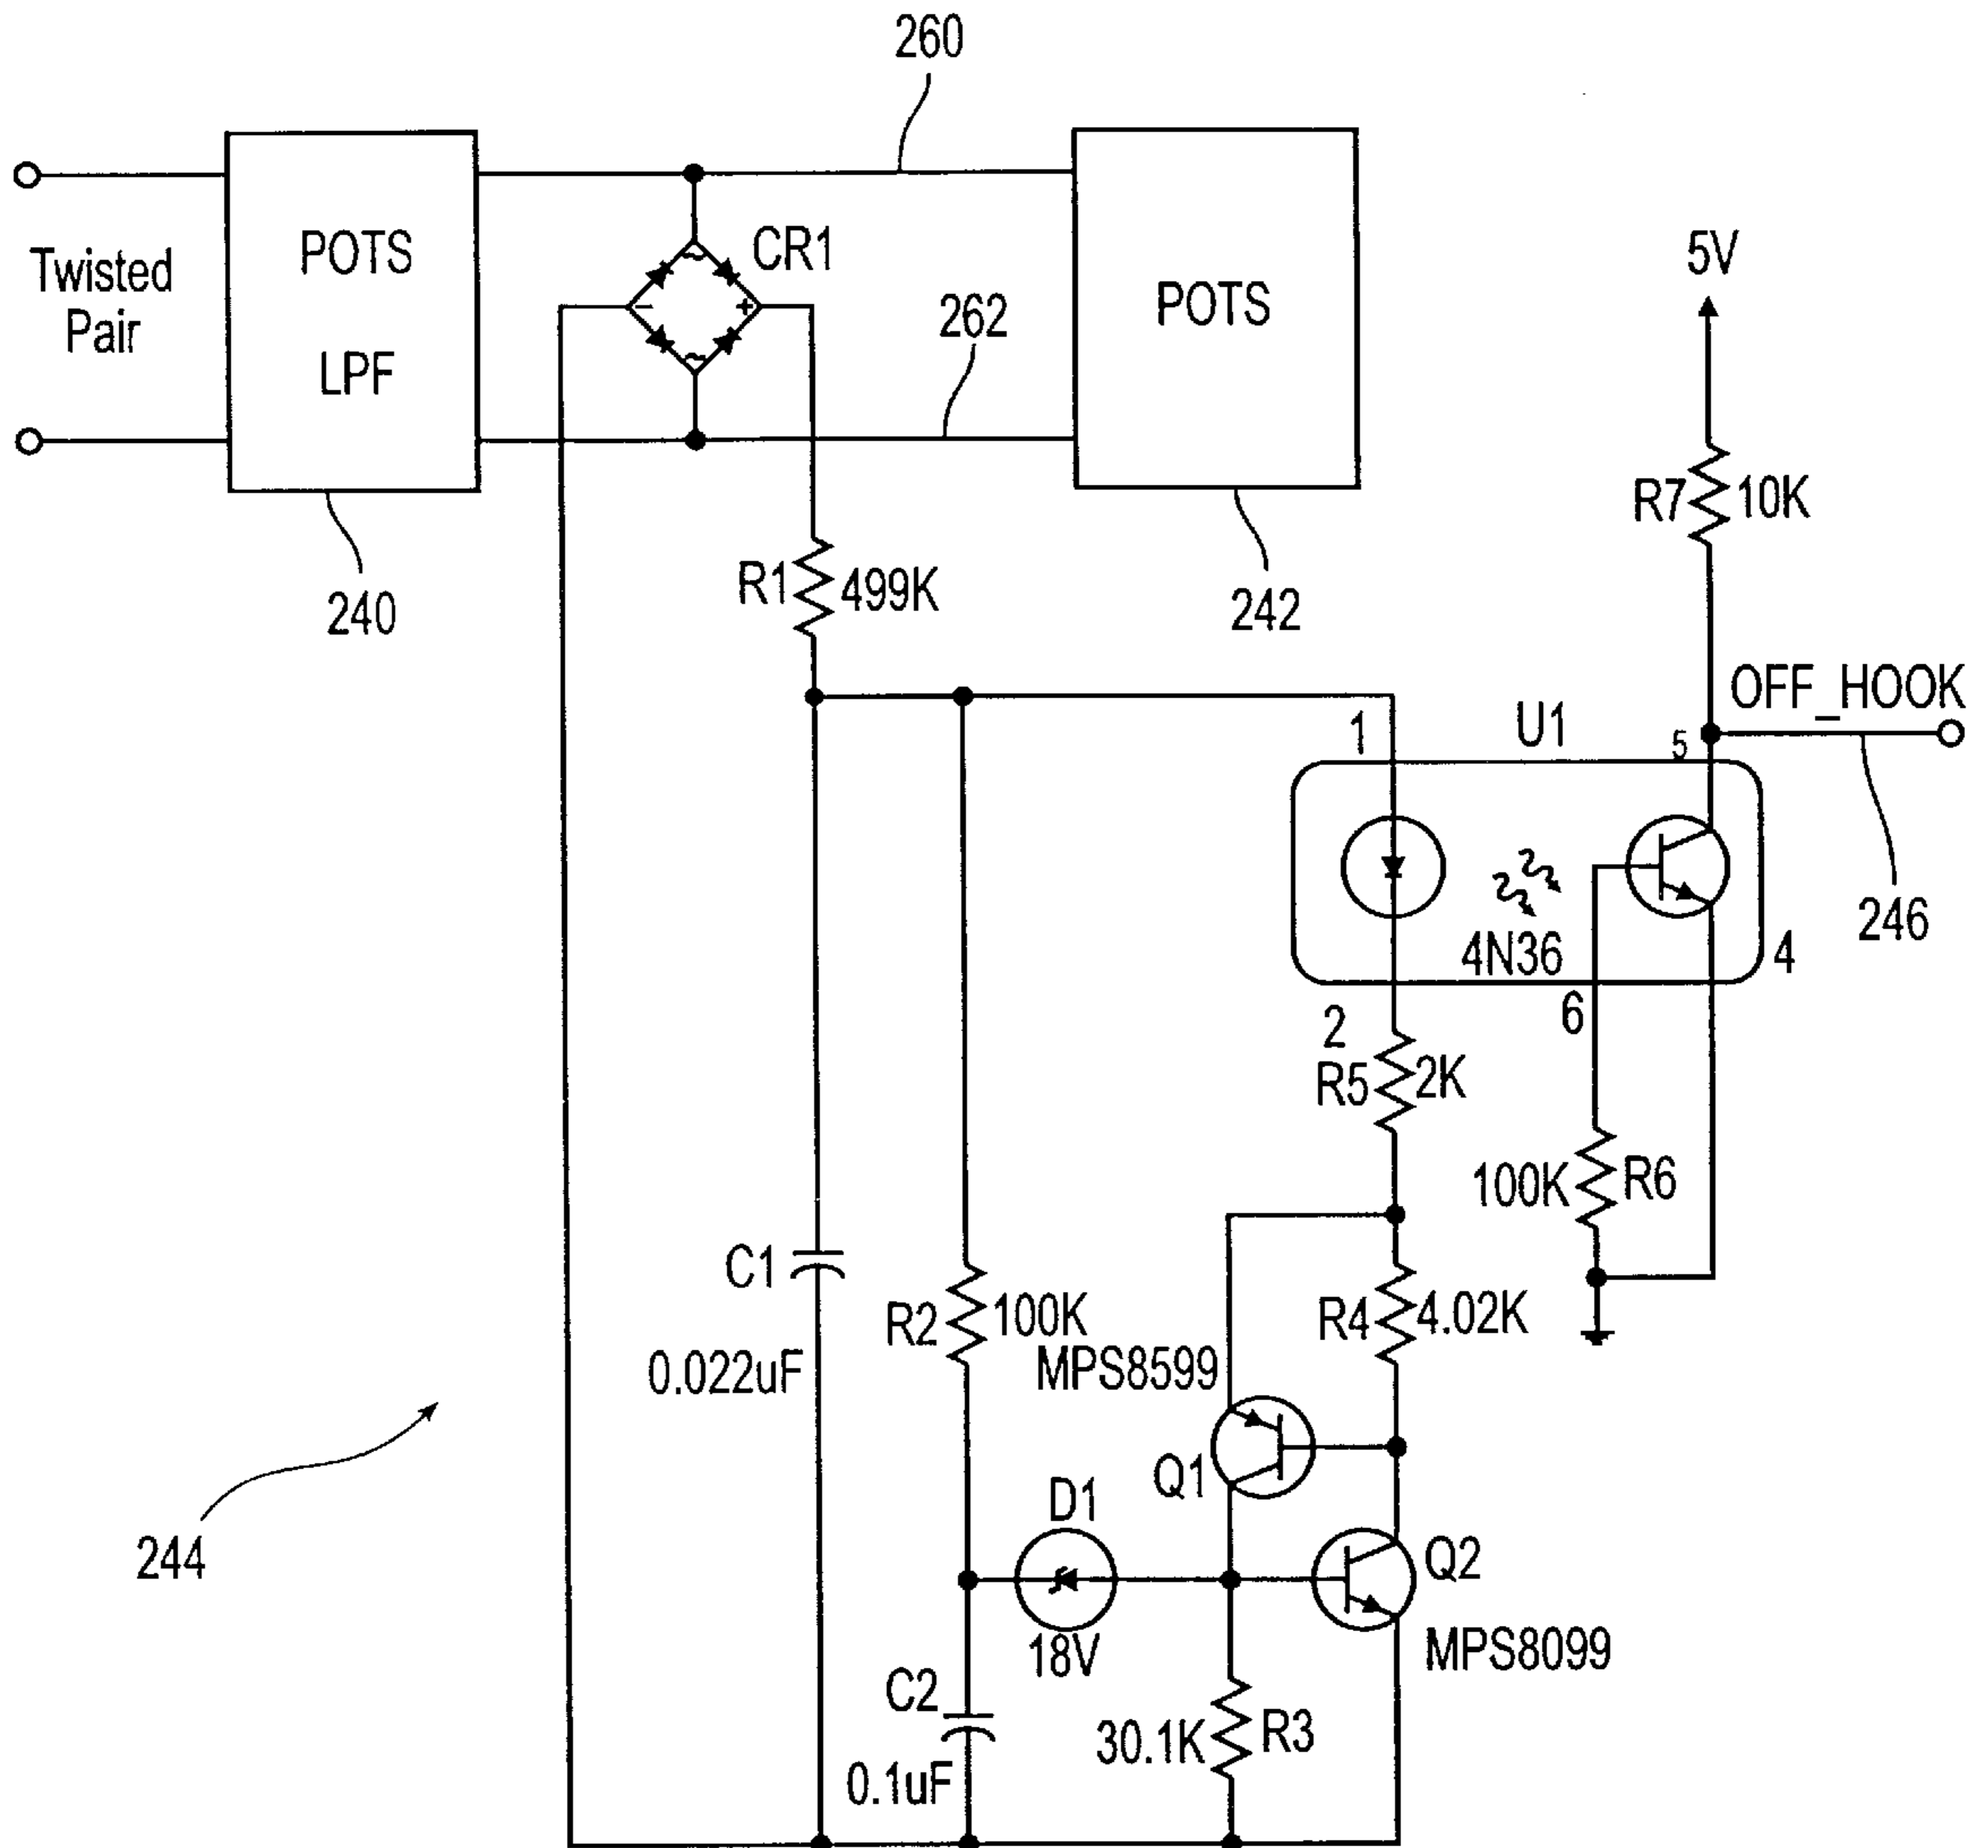 260
Twisted
Pair
POTS
LPF
CR1
262
POTS
5V
R7 10K
240
R1 499K
242
OFF_HOOK
1
U1
5
4N36
4
246
2
6
R5 2K
100K R6
C1
0.022uF
R2 100K
R4 4.02K
MPS8599
Q1
D1
18V
Q2
MPS8099
244
C2
0.1uF
30.1K R3